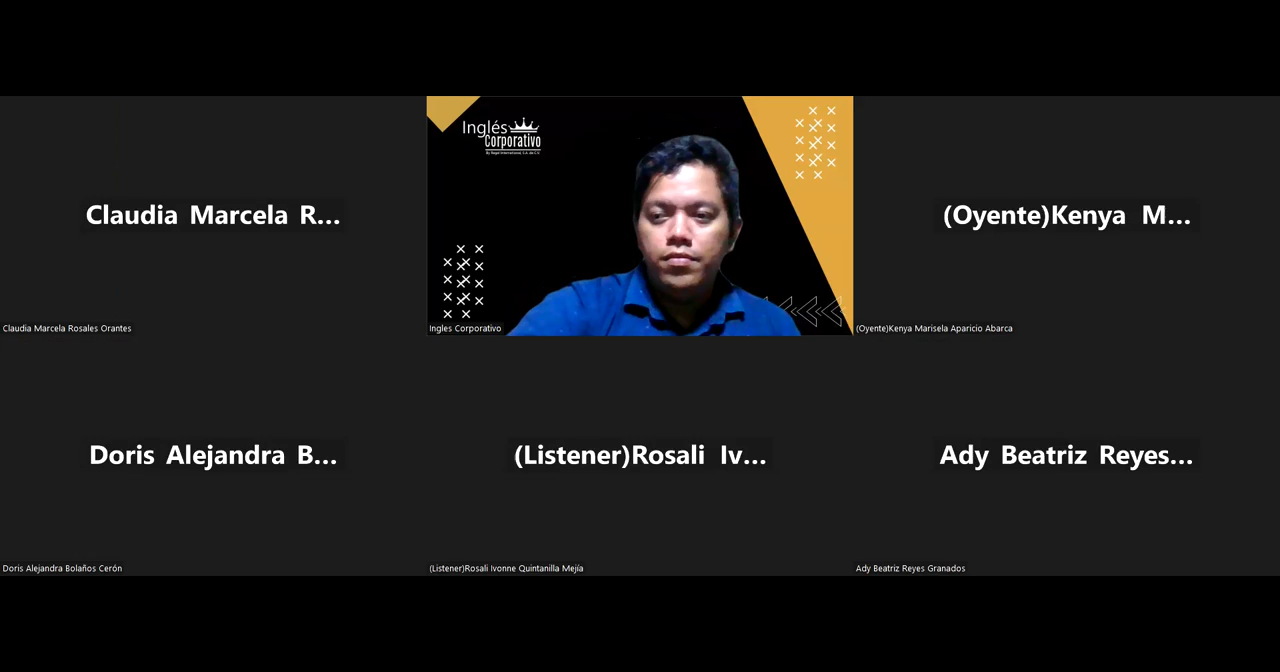 Claudia Marcela R...
Claudia Marcela Rosales Orantes
Inglés
Corporativo
Ingles Corporativo
(Oyente)Kenya M...
(Oyente)Kenya Marisela Aparicio Abarca
Doris Alejandra B...
Doris Alejandra Bolaños Cerón
(Listener)Rosali Iv...
(Listener)Rosali Ivonne Quintanilla Mejía
Ady Beatriz Reyes...
Ady Beatriz Reyes Granados